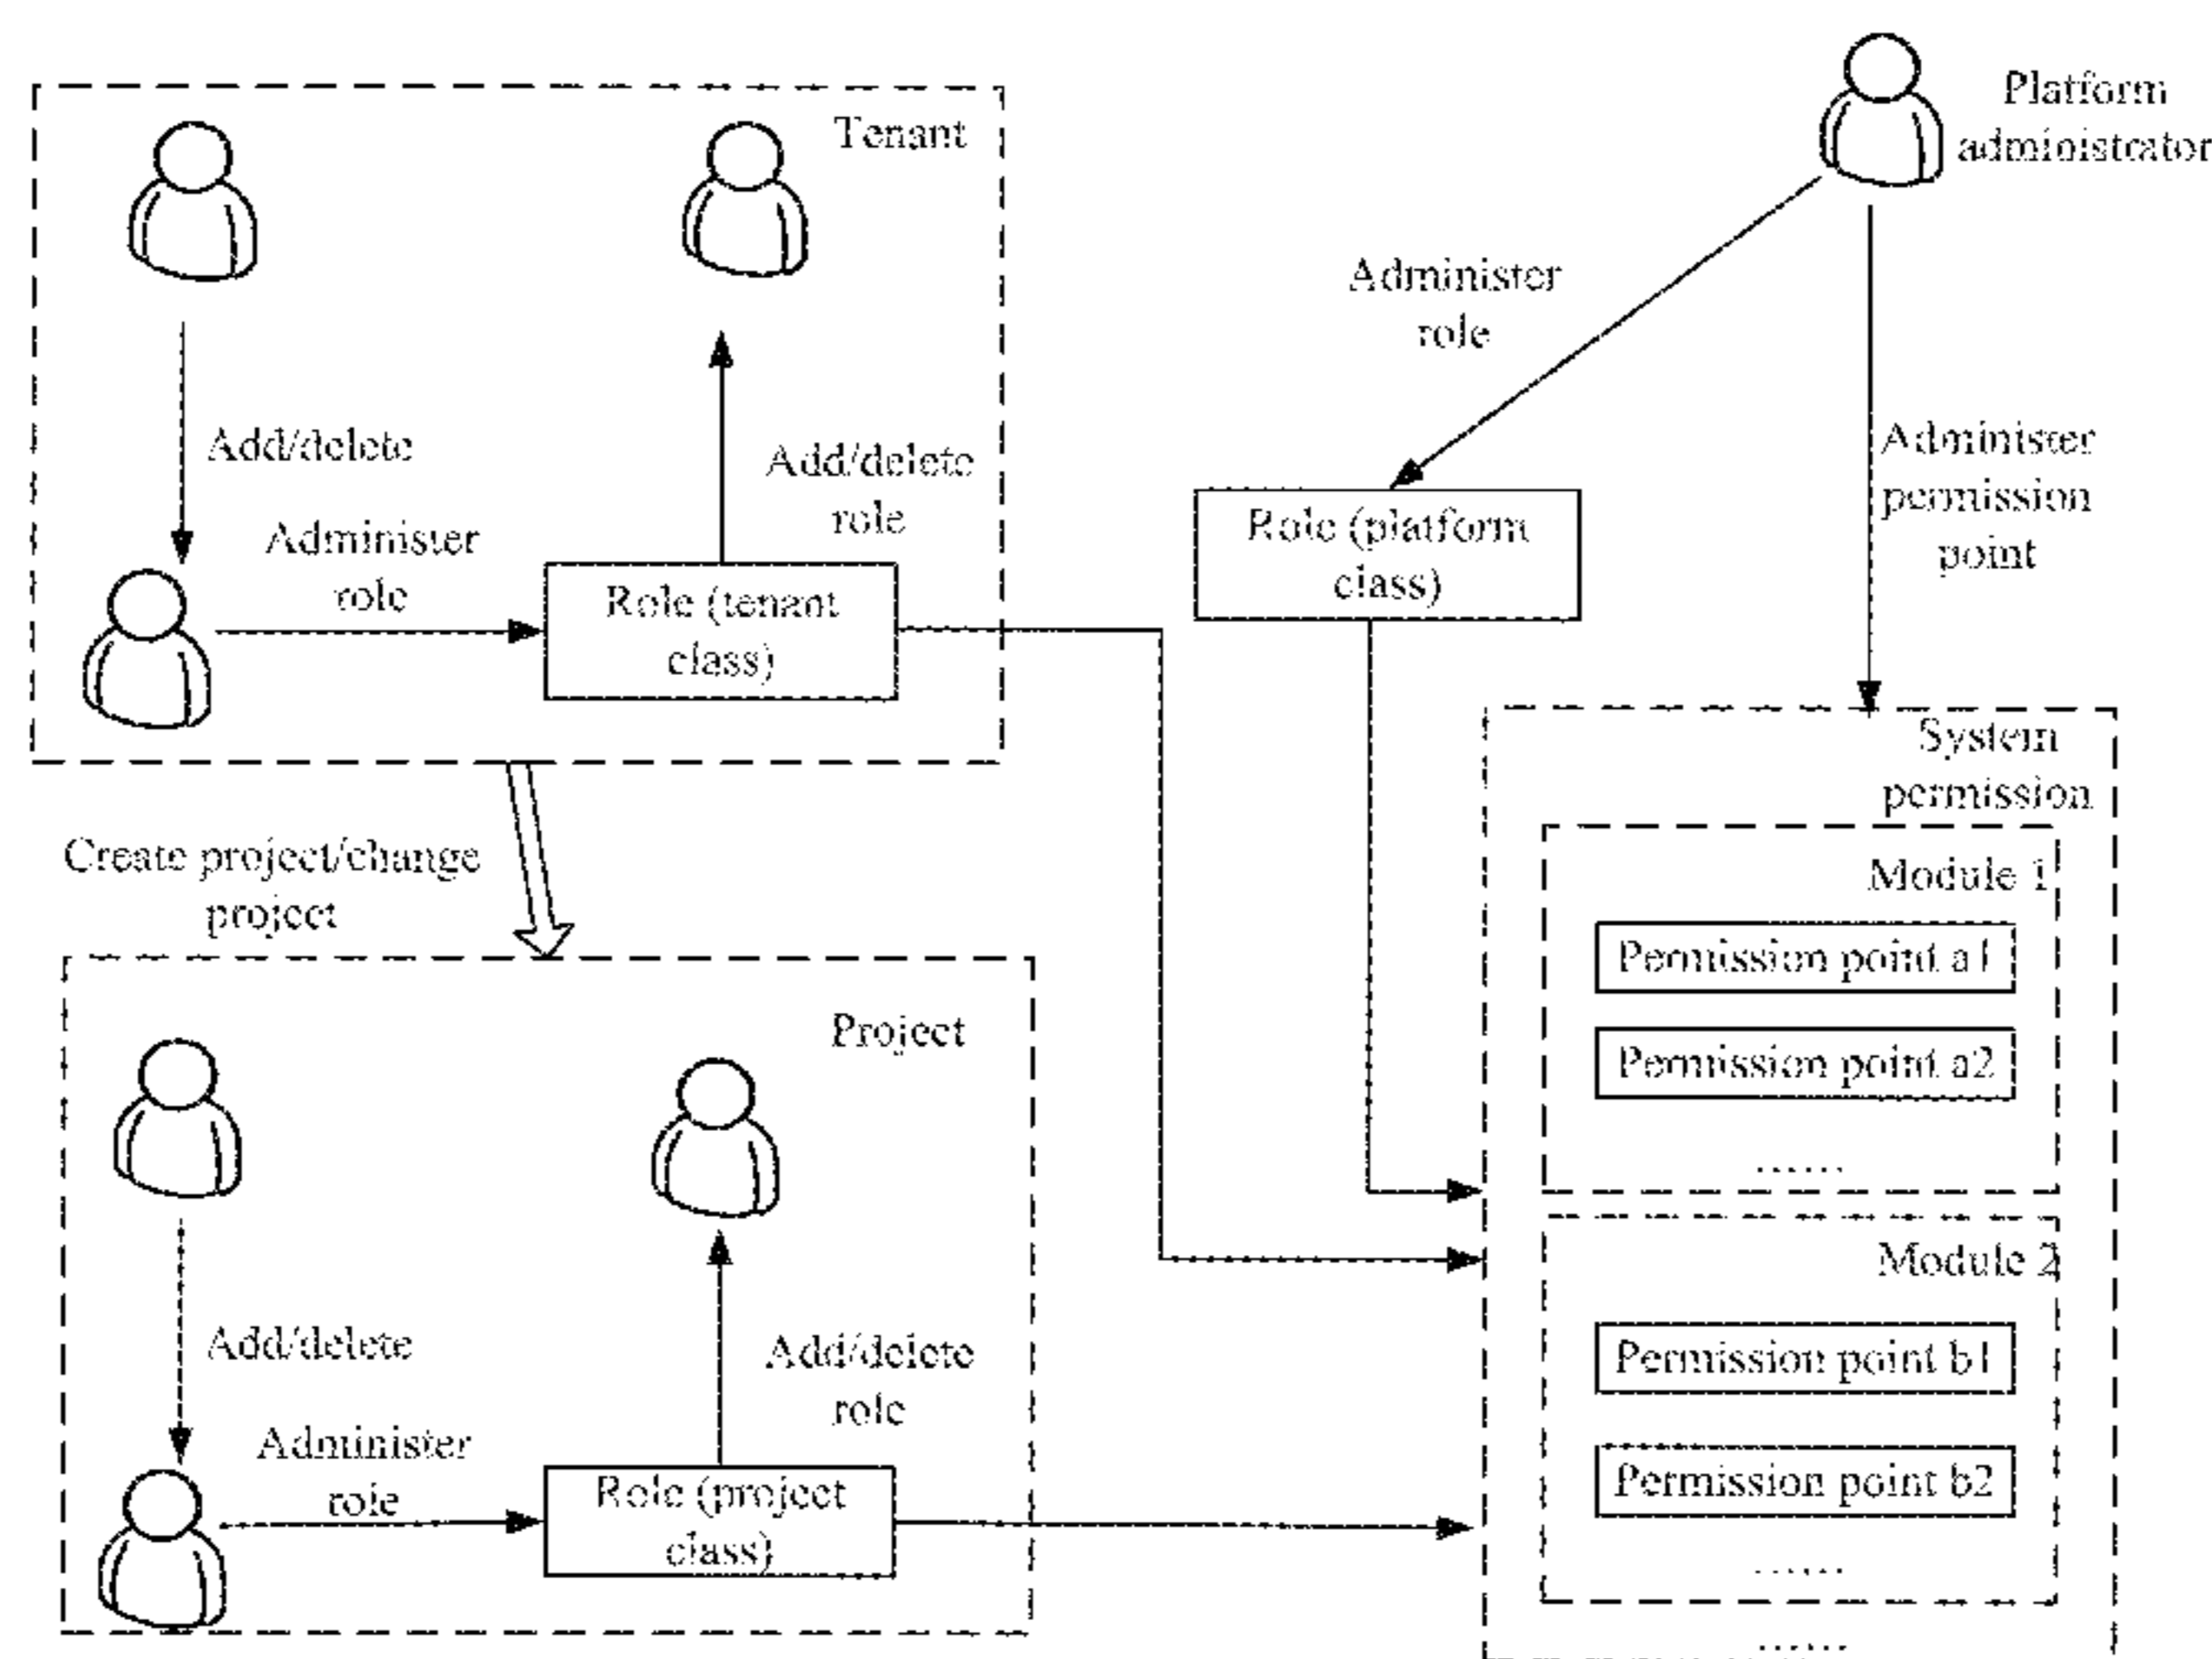 Tenant
Add/delete
Administer
role
Role (tenant
class)
Add/delete
role
Platform
administrator
Administer
role
Administer
permission
point
Role (platform
class)
Create project/change
project
Project
Add/delete
Administer
role
Role (project
class)
Add/delete
role
System
permission
Module 1
Permission point a1
Permission point a2
......
Module 2
Permission point b1
Permission point b2
......
......